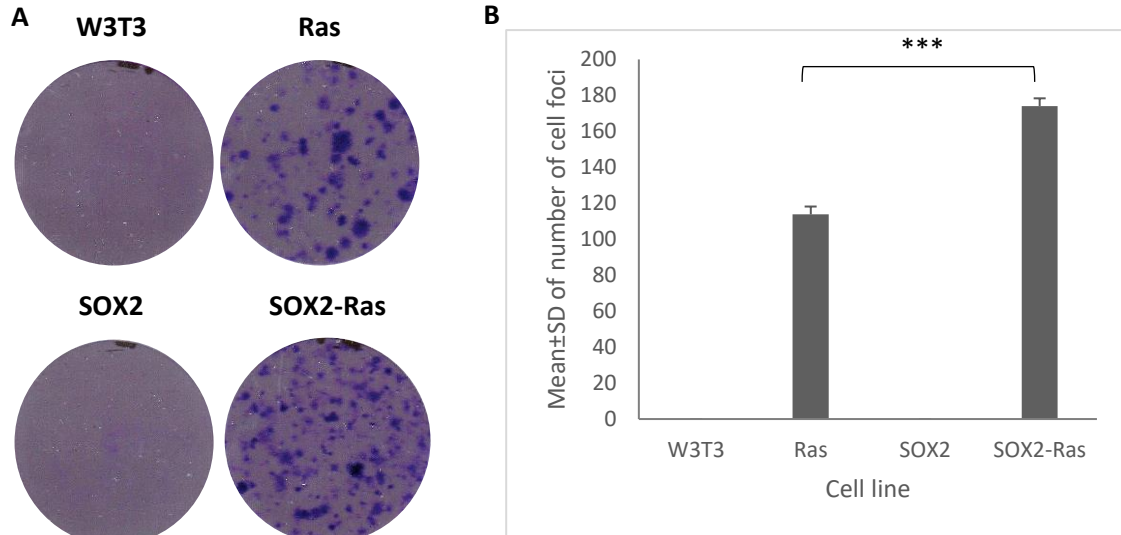 A
W3T3
Ras
SOX2
SOX2-Ras
B
***
200
180
160
140
120
100
80
60
40
20
0
Mean±SD of number of cell foci
W3T3
Ras
SOX2
SOX2-Ras
Cell line